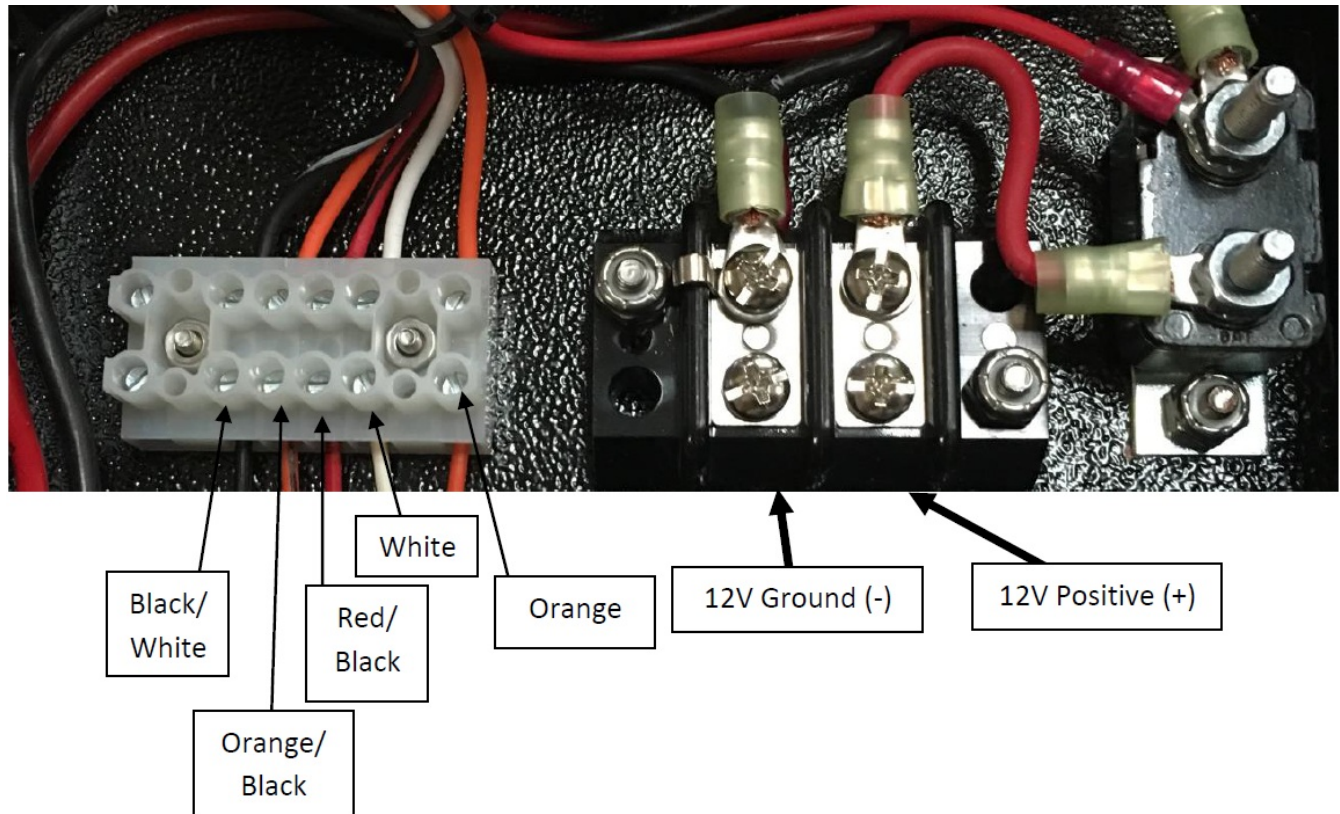 White
Black/
White
Red/
Black
Orange
12V Ground (-)
12V Positive (+)
Orange/
Black